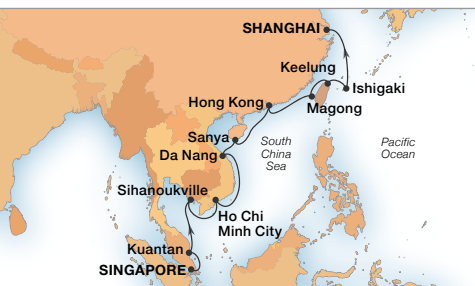 SHANGHAI
Keelung
Ishigaki
Hong Kong
Magong
Sanya
South
China
Sea
Pacific
Ocean
Da Nang
Sihanoukville
Ho Chi
Minh City
Kuantan
SINGAPORE